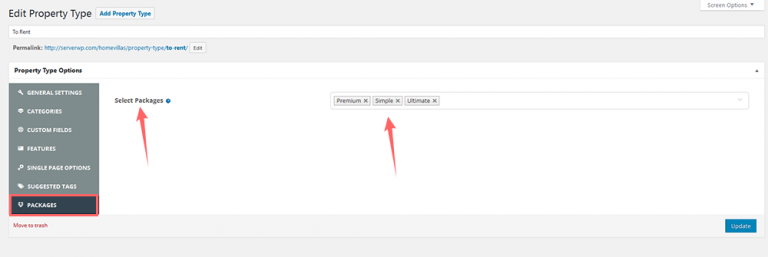 Screen Options
Edit Property Type Add Property Type
To Rent
Permalink: http://serverwp.com/homevillas/property-type/to-rent/ Edit
Property Type Options
GENERAL SETTINGS
CATEGORIES
CUSTOM FIELDS
FEATURES
SINGLE PAGE OPTIONS
SUGGESTED TAGS
PACKAGES
Select Packages
Premium Simple Ultimate
Move to trash
Update